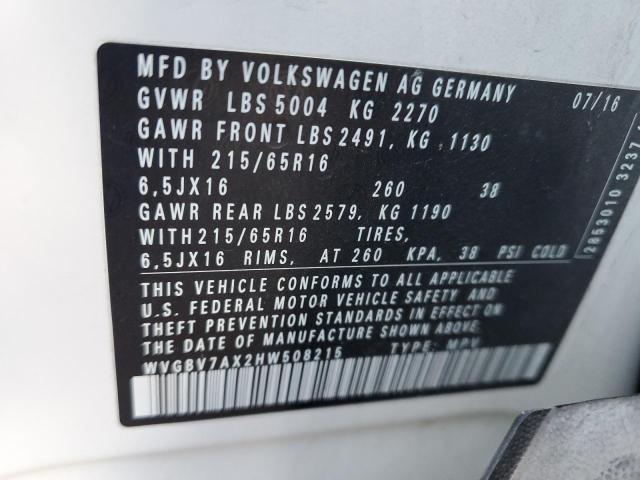 MFD BY VOLKSWAGEN AG GERMANY 07/16
GVWR LBS 5004 KG 2270
GAWR FRONT LBS 2491, KG 1130
WITH 215/65R16
6,5JX16 260 38
GAWR REAR LBS 2579, KG 1190
WITH 215/65R16 TIRES,
6,5JX16 RIMS, AT 260 KPA, 38 PSI COLD
THIS VEHICLE CONFORMS TO ALL APPLICABLE
U.S. FEDERAL MOTOR VEHICLE SAFETY AND
THEFT PREVENTION STANDARDS IN EFFECT ON
THE DATE OF MANUFACTURE SHOWN ABOVE.
WVGBV7AX2HW508215 TYPE: MPV
2853010 3237